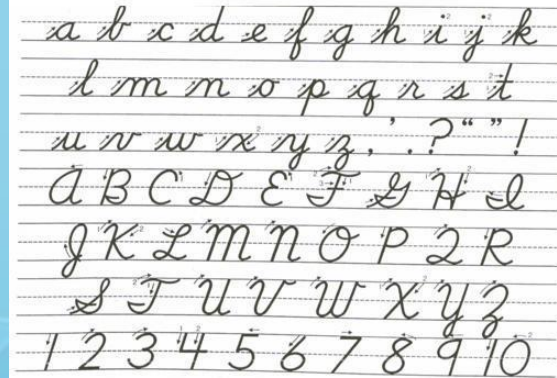 a b c d e f g h i j k
l m n o p q r s t
u v w x y z , ' . ? “ ” !
A B C D E F G H I
J K L M N O P Q R
S T U V W X Y Z
1 2 3 4 5 6 7 8 9 10